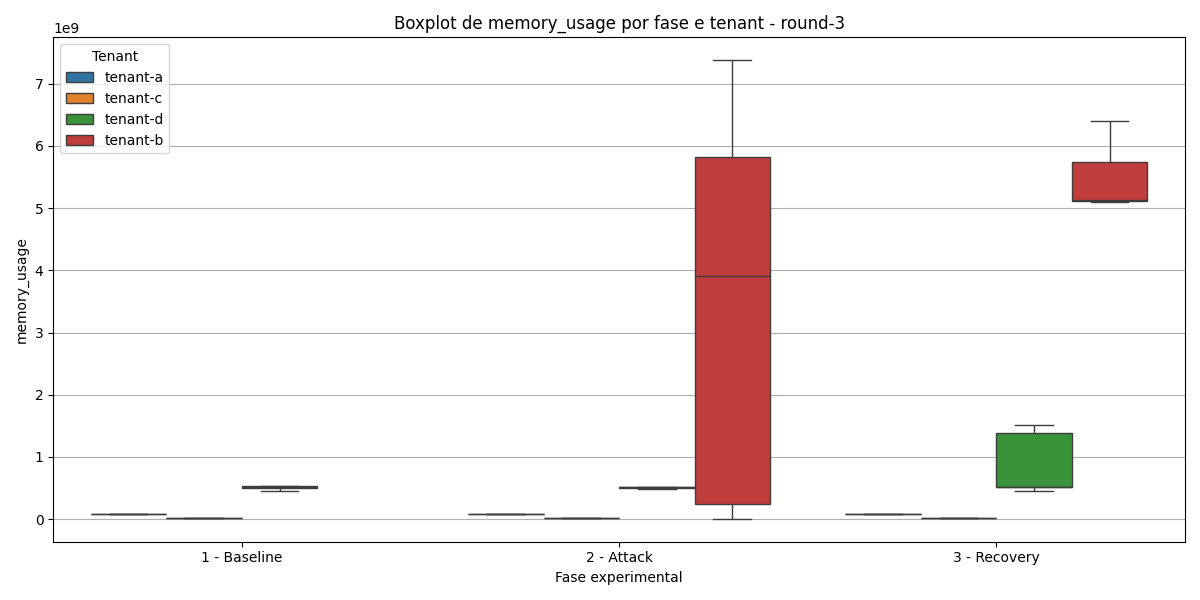 Boxplot de memory_usage por fase e tenant - round-3
1e9
Tenant
tenant-a
tenant-c
tenant-d
tenant-b
7
6
5
4
3
2
1
0
memory_usage
1 - Baseline
2 - Attack
3 - Recovery
Fase experimental